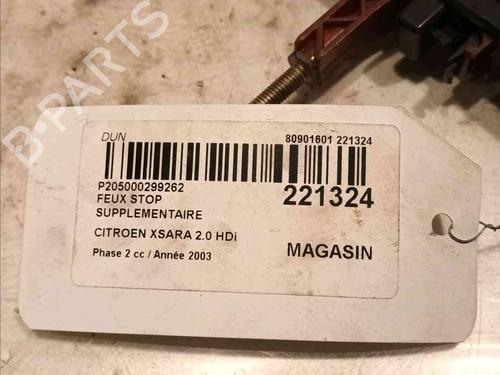 B-PARTS
DUN
80901601 221324
P205000299262
221324
FEUX STOP
SUPPLEMENTAIRE
CITROEN XSARA 2.0 HDi
MAGASIN
Phase 2 cc / Année 2003